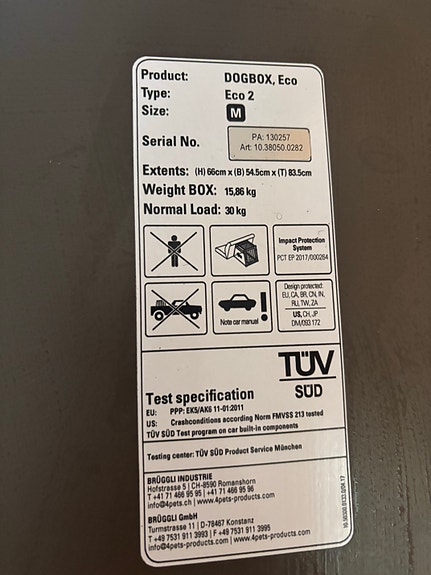 Product: DOGBOX, Eco
Type: Eco 2
Size: M
Serial No. PA: 130257
Art: 10.38050.0282
Extents: (H) 66cm x (B) 54.5cm x (T) 83.5cm
Weight BOX: 15,86 kg
Normal Load: 30 kg
Impact Protection
System
PCT EP 2017/000264
Note car manual
Design protected:
EU, CA, BR, CN, IN,
RU, TW, ZA
US, CH, JP
DM/093 172
TÜV
SÜD
Test specification
EU: PPP: EK5/AK6 11-01:2011
US: Crashconditions according Norm FMVSS 213 tested
TÜV SÜD Test program on car built-in components
Testing center: TÜV SÜD Product Service München
BRÜGGLI INDUSTRIE
Hofstrasse 5 | CH-8590 Romanshorn
T +41 71 466 95 95 | +41 71 466 95 96
info@4pets.ch | www.4pets-products.com
BRÜGGLI GmbH
Turmstrasse 11 | D-78467 Konstanz
T +49 7531 911 3993 | F +49 7531 911 3995
info@4pets-products.com | www.4pets-products.com